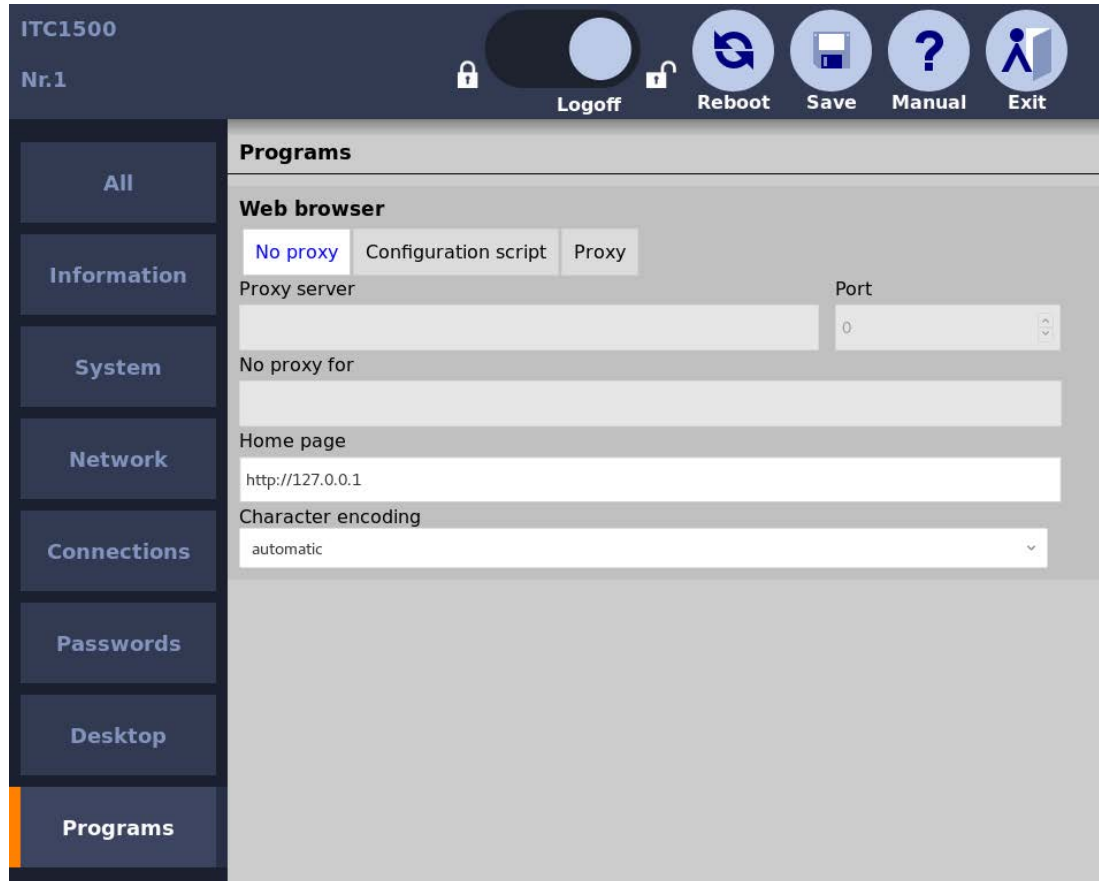 ITC1500
Nr.1
Logoff
Reboot
Save
?
Manual
Exit
All
Information
System
Network
Connections
Passwords
Desktop
Programs
Programs
Web browser
No proxy Configuration script Proxy
Proxy server Port
0
No proxy for
Home page
http://127.0.0.1
Character encoding
automatic